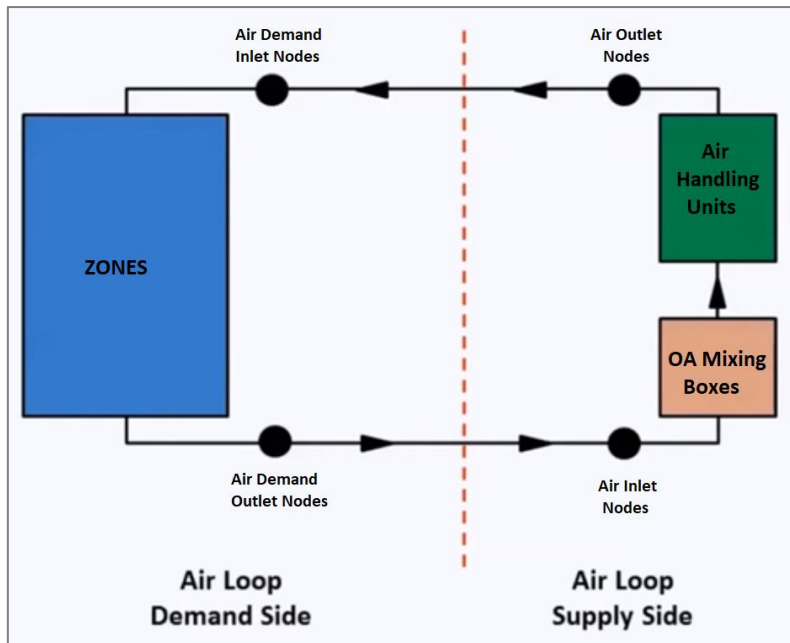 Air Demand
Inlet Nodes
Air Outlet
Nodes
Air
Handling
Units
ZONES
OA Mixing
Boxes
Air Demand
Outlet Nodes
Air Inlet
Nodes
Air Loop
Demand Side
Air Loop
Supply Side